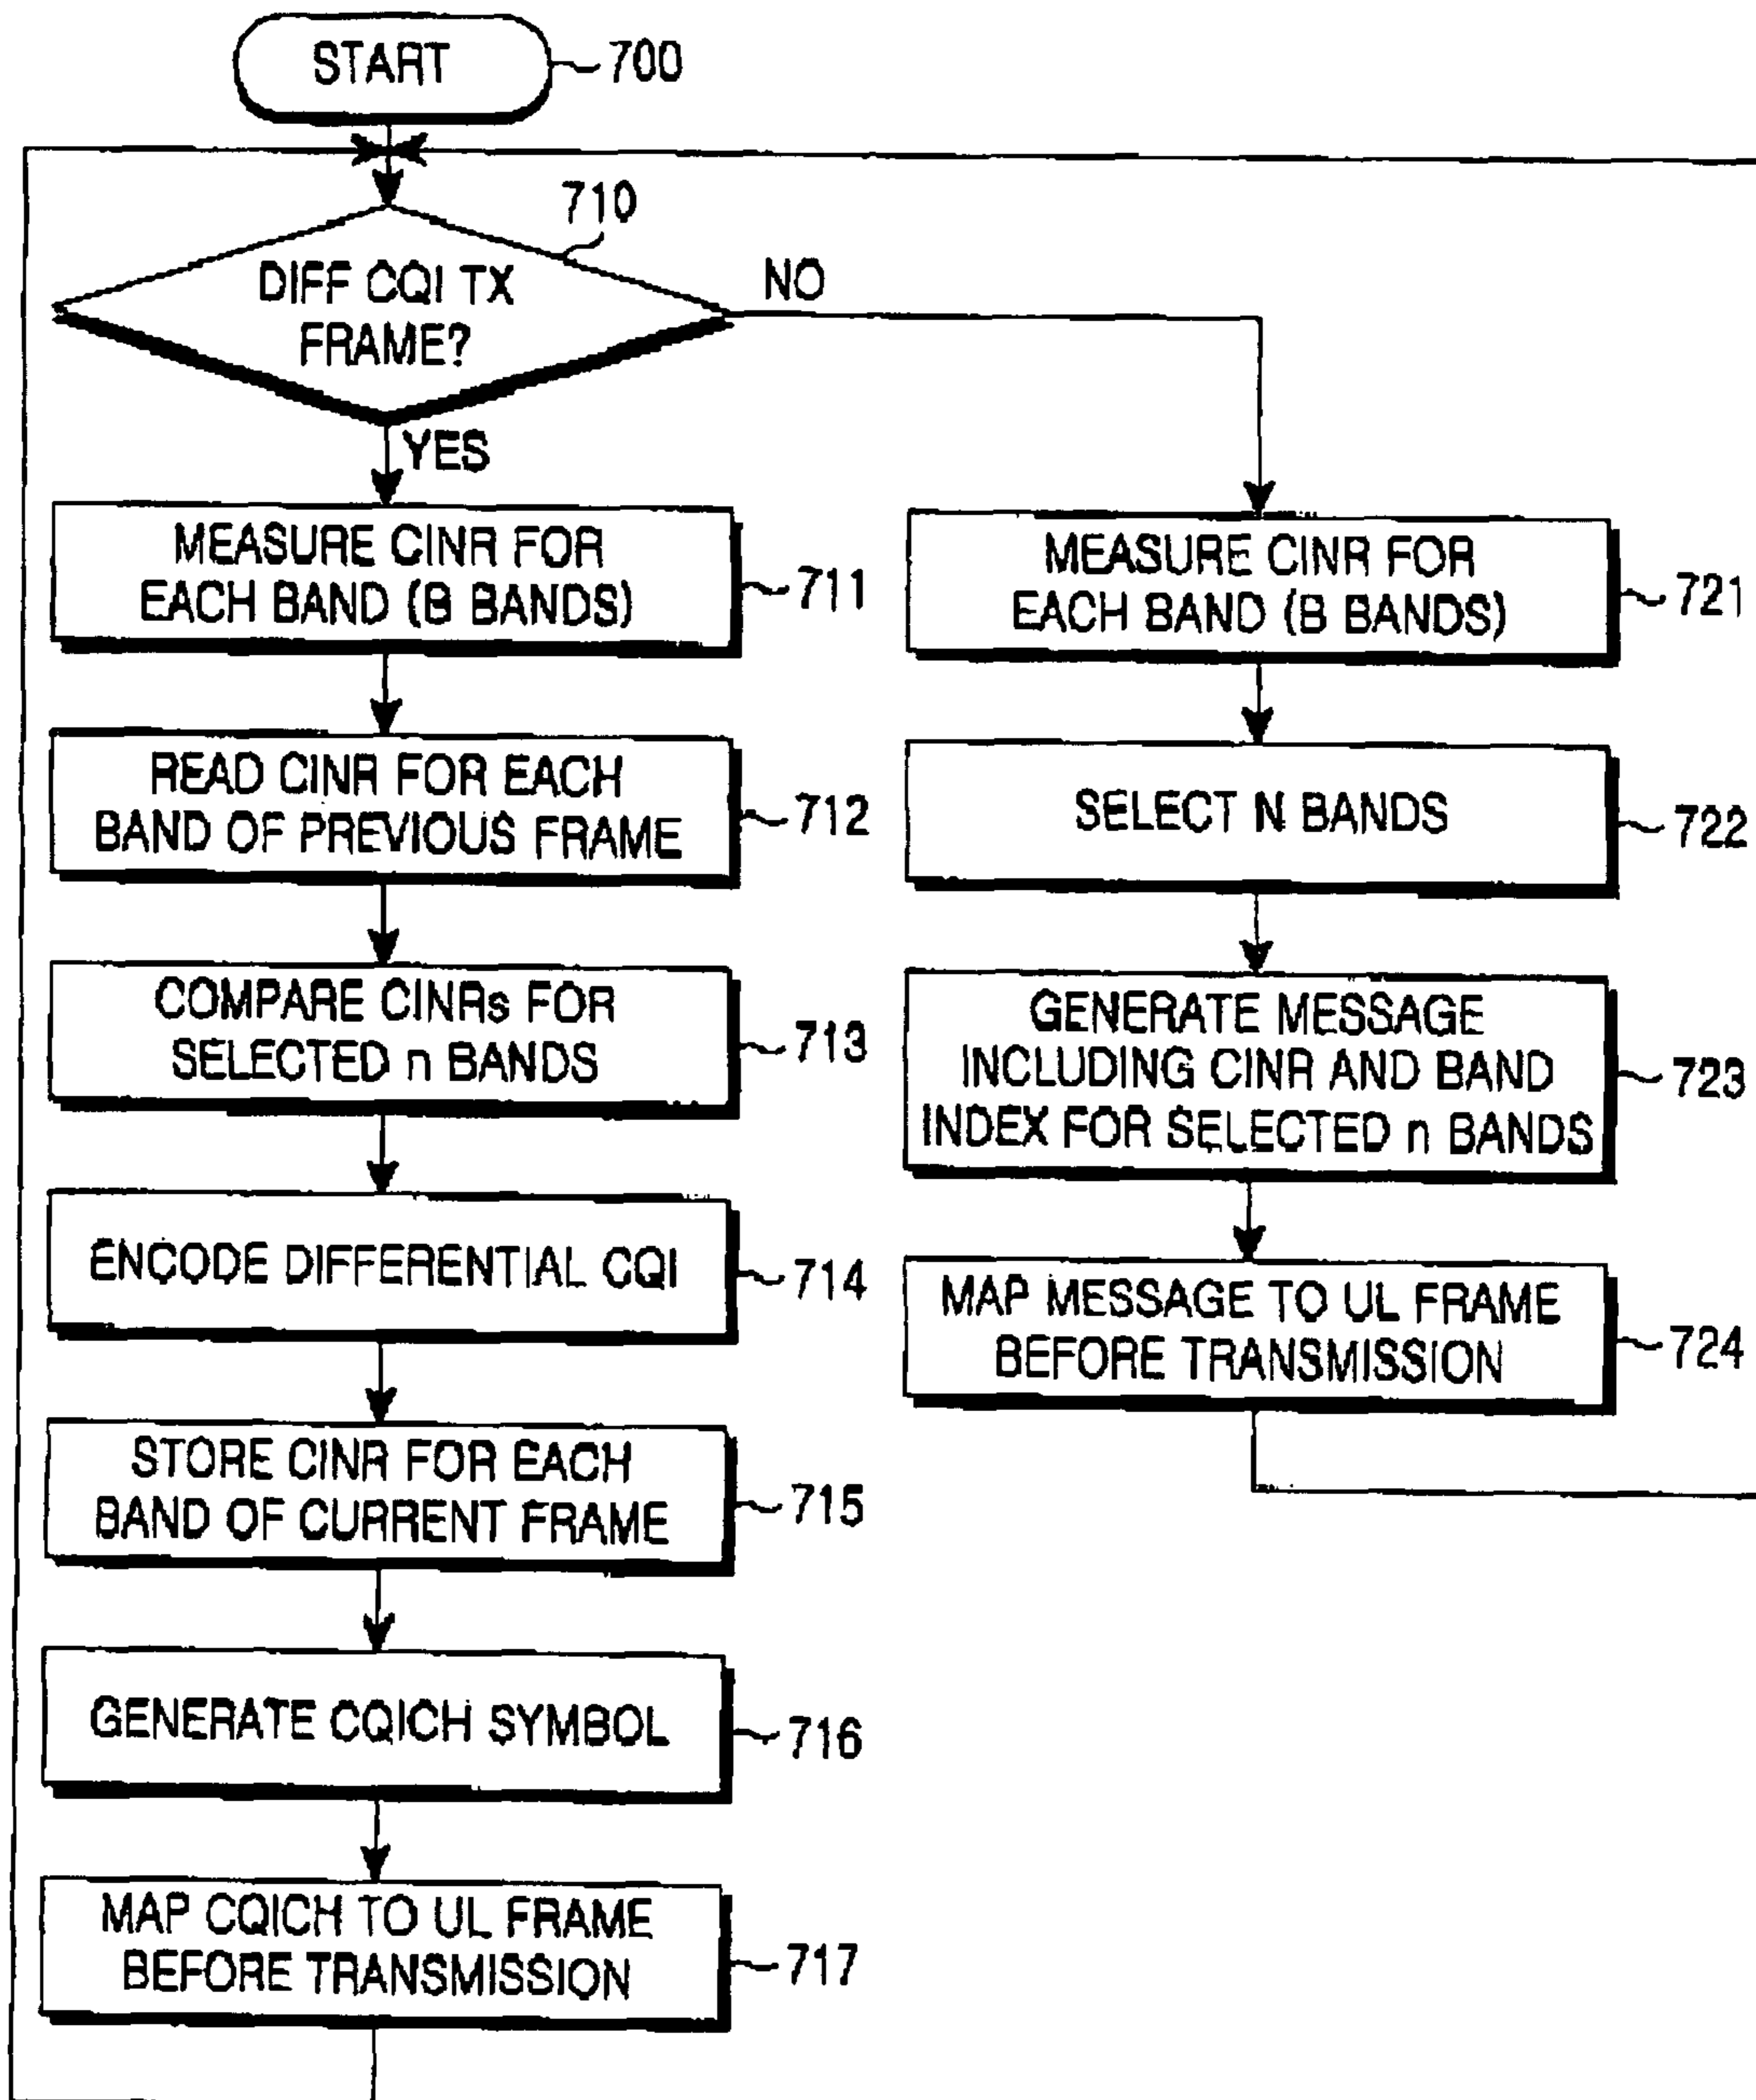 START
700
710
DIFF CQI TX
FRAME?
NO
YES
MEASURE CINR FOR
EACH BAND (B BANDS)
711
READ CINR FOR EACH
BAND OF PREVIOUS FRAME
712
COMPARE CINRs FOR
SELECTED n BANDS
713
ENCODE DIFFERENTIAL CQI
714
STORE CINR FOR EACH
BAND OF CURRENT FRAME
715
GENERATE CQICH SYMBOL
716
MAP CQICH TO UL FRAME
BEFORE TRANSMISSION
717
MEASURE CINR FOR
EACH BAND (B BANDS)
721
SELECT N BANDS
722
GENERATE MESSAGE
INCLUDING CINR AND BAND
INDEX FOR SELECTED n BANDS
723
MAP MESSAGE TO UL FRAME
BEFORE TRANSMISSION
724